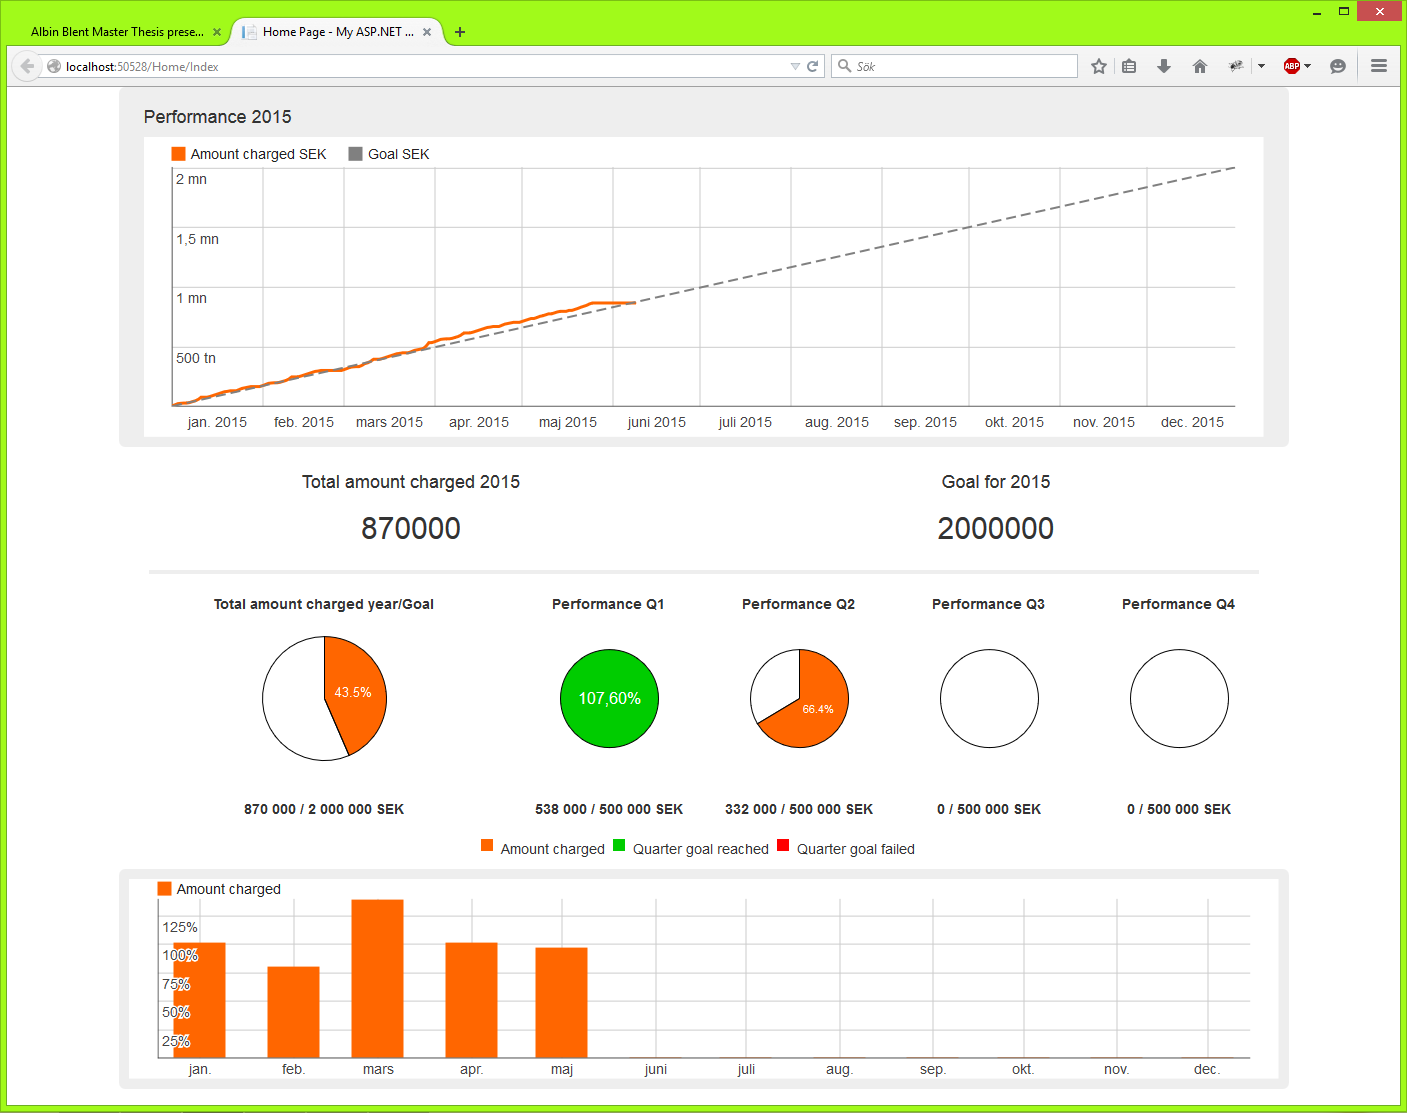 Albin Blent Master Thesis prese...
Home Page - My ASP.NET ...
localhost:50528/Home/Index
Sök
ABP
Performance 2015
Amount charged SEK
Goal SEK
2 mn
1,5 mn
1 mn
500 tn
jan. 2015 feb. 2015 mars 2015 apr. 2015 maj 2015 juni 2015 juli 2015 aug. 2015 sep. 2015 okt. 2015 nov. 2015 dec. 2015
Total amount charged 2015
870000
Goal for 2015
2000000
Total amount charged year/Goal
43.5%
870 000 / 2 000 000 SEK
Performance Q1
107,60%
538 000 / 500 000 SEK
Performance Q2
66.4%
332 000 / 500 000 SEK
Performance Q3
0 / 500 000 SEK
Performance Q4
0 / 500 000 SEK
Amount charged
Quarter goal reached
Quarter goal failed
Amount charged
125%
100%
75%
50%
25%
jan. feb. mars apr. maj juni juli aug. sep. okt. nov. dec.